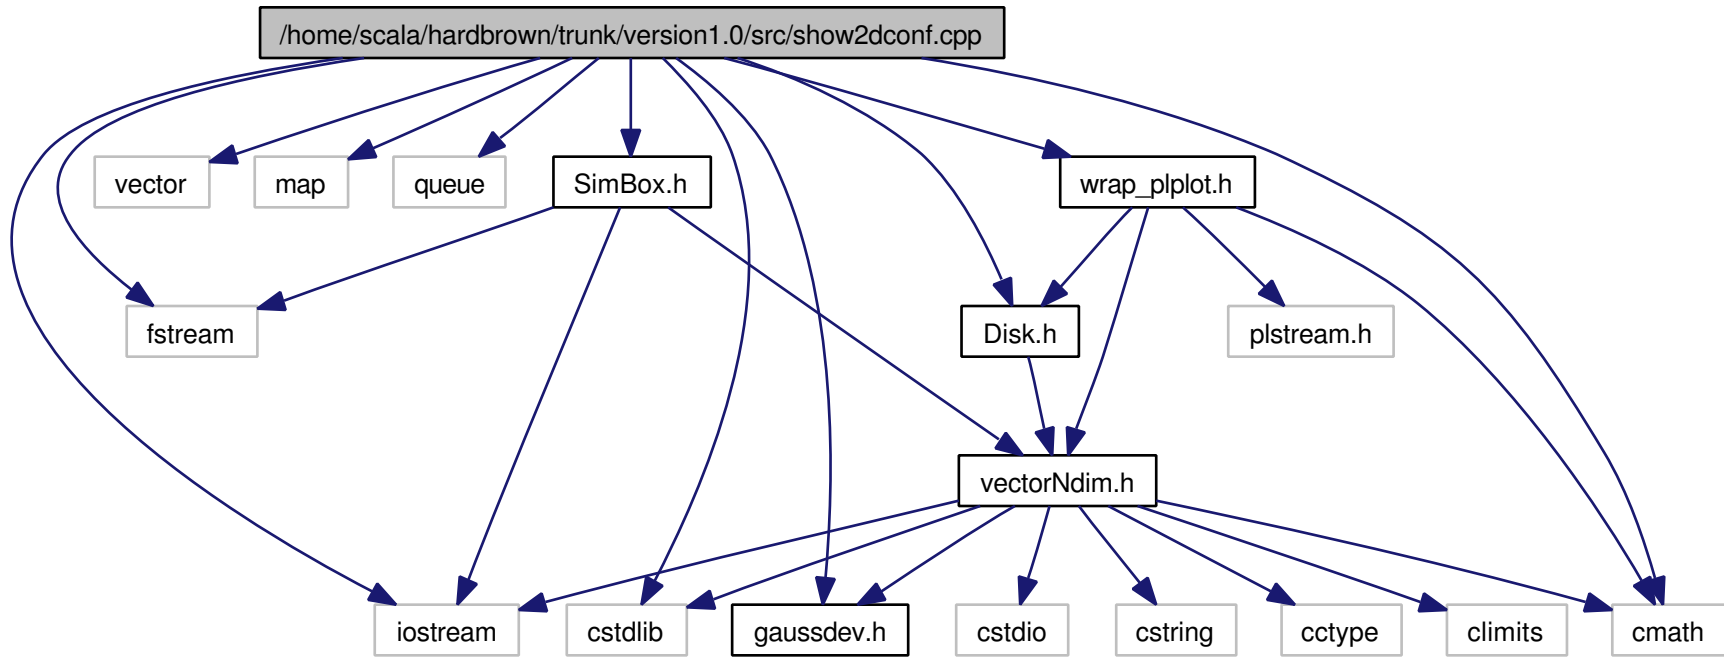 /home/scala/hardbrown/trunk/version1.0/src/show2dconf.cpp
vector
map
queue
SimBox.h
wrap_plplot.h
fstream
Disk.h
plstream.h
vectorNdim.h
iostream
cstdlib
gaussdev.h
cstdio
cstring
cctype
climits
cmath